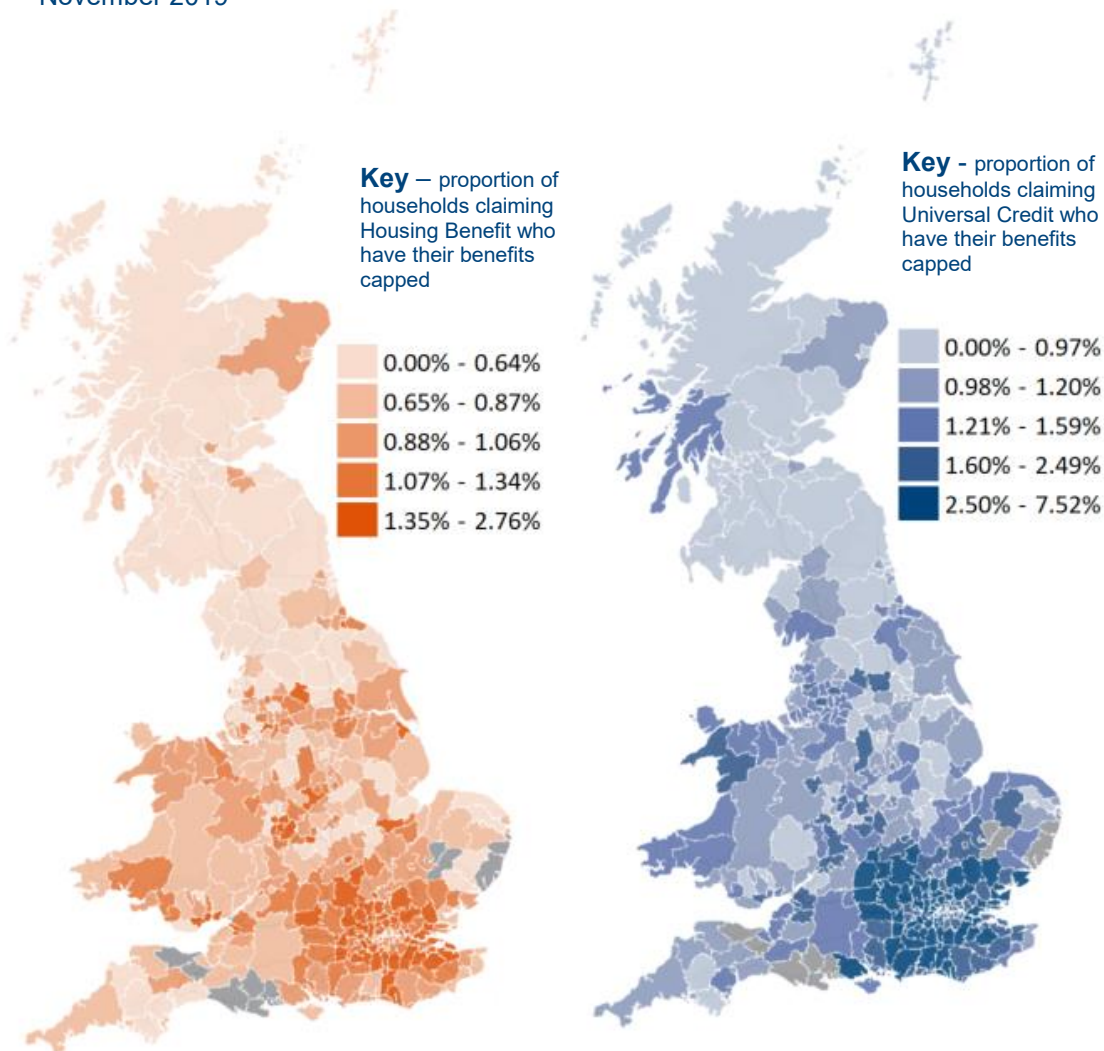 November 2019
Key – proportion of
households claiming
Housing Benefit who
have their benefits
capped
0.00% - 0.64%
0.65% - 0.87%
0.88% - 1.06%
1.07% - 1.34%
1.35% - 2.76%
Key - proportion of
households claiming
Universal Credit who
have their benefits
capped
0.00% - 0.97%
0.98% - 1.20%
1.21% - 1.59%
1.60% - 2.49%
2.50% - 7.52%